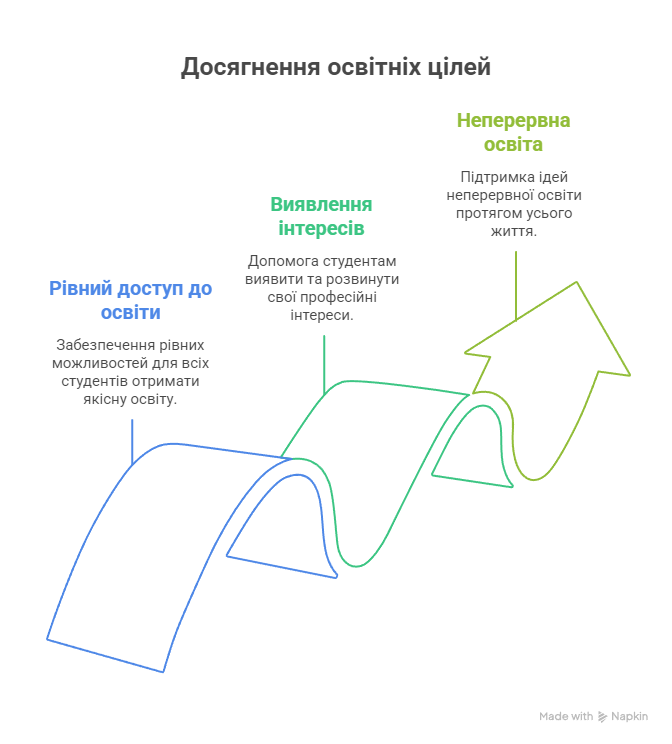 Досягнення освітніх цілей
Неперервна
освіта
Підтримка ідей
неперервної освіти
протягом усього
життя.
Виявлення
інтересів
Допомога студентам
виявити та розвинути
свої професійні
інтереси.
Рівний доступ до
освіти
Забезпечення рівних
можливостей для всіх
студентів отримати
якісну освіту.
Made with Napkin